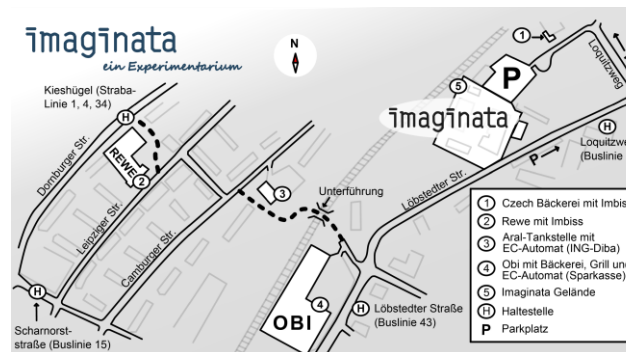 imaginata
ein Experimentarium
N
Kieshügel (Straba-
Linie 1, 4, 34)
H
Dornburger Str.
REWE
2
Leipziger Str.
Camburger Str.
3
Unterführung
OBI
4
H
Löbstedter Straße
(Buslinie 43)
H
Scharnorst-
straße (Buslinie 15)
1
P
5
imaginata
Löbstedter Str.
P
Loquitzweg
H
Loquitzweg
(Buslinie
1 Czech Bäckerei mit Imbiss
2 Rewe mit Imbiss
3 Aral-Tankstelle mit
EC-Automat (ING-Diba)
4 Obi mit Bäckerei, Grill und
EC-Automat (Sparkasse)
5 Imaginata Gelände
H Haltestelle
P Parkplatz